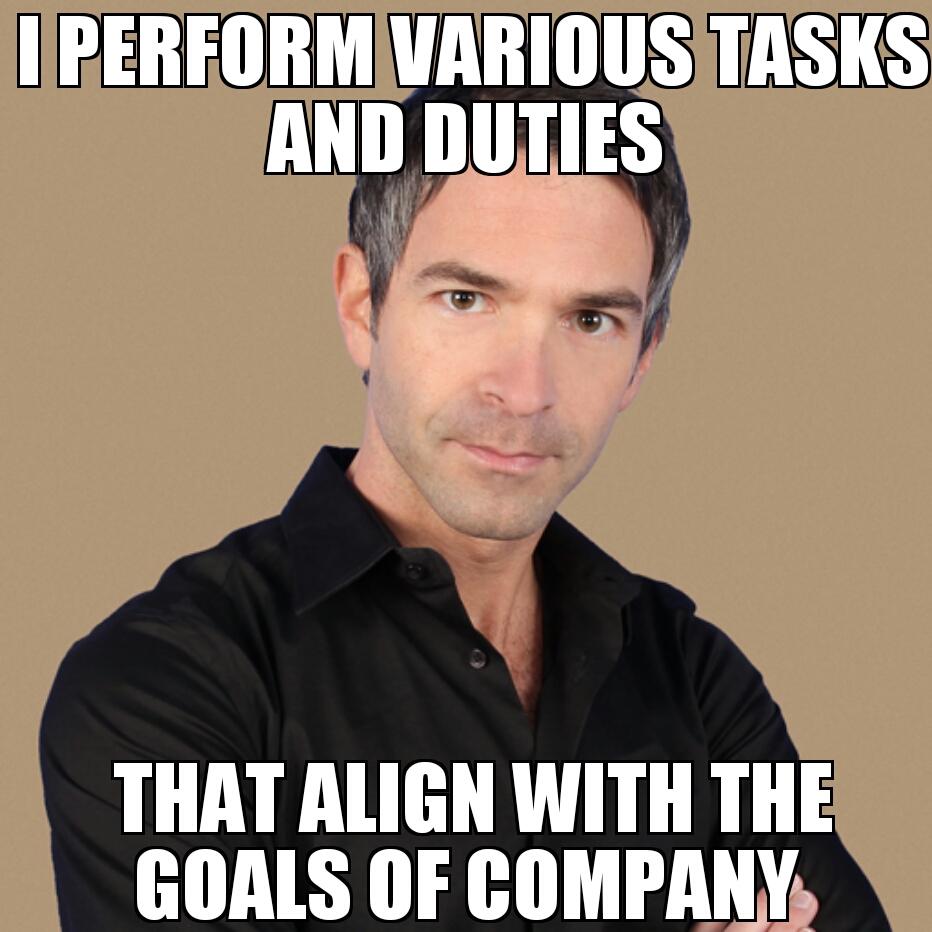 I PERFORM VARIOUS TASKS
AND DUTIES
THAT ALIGN WITH THE
GOALS OF COMPANY